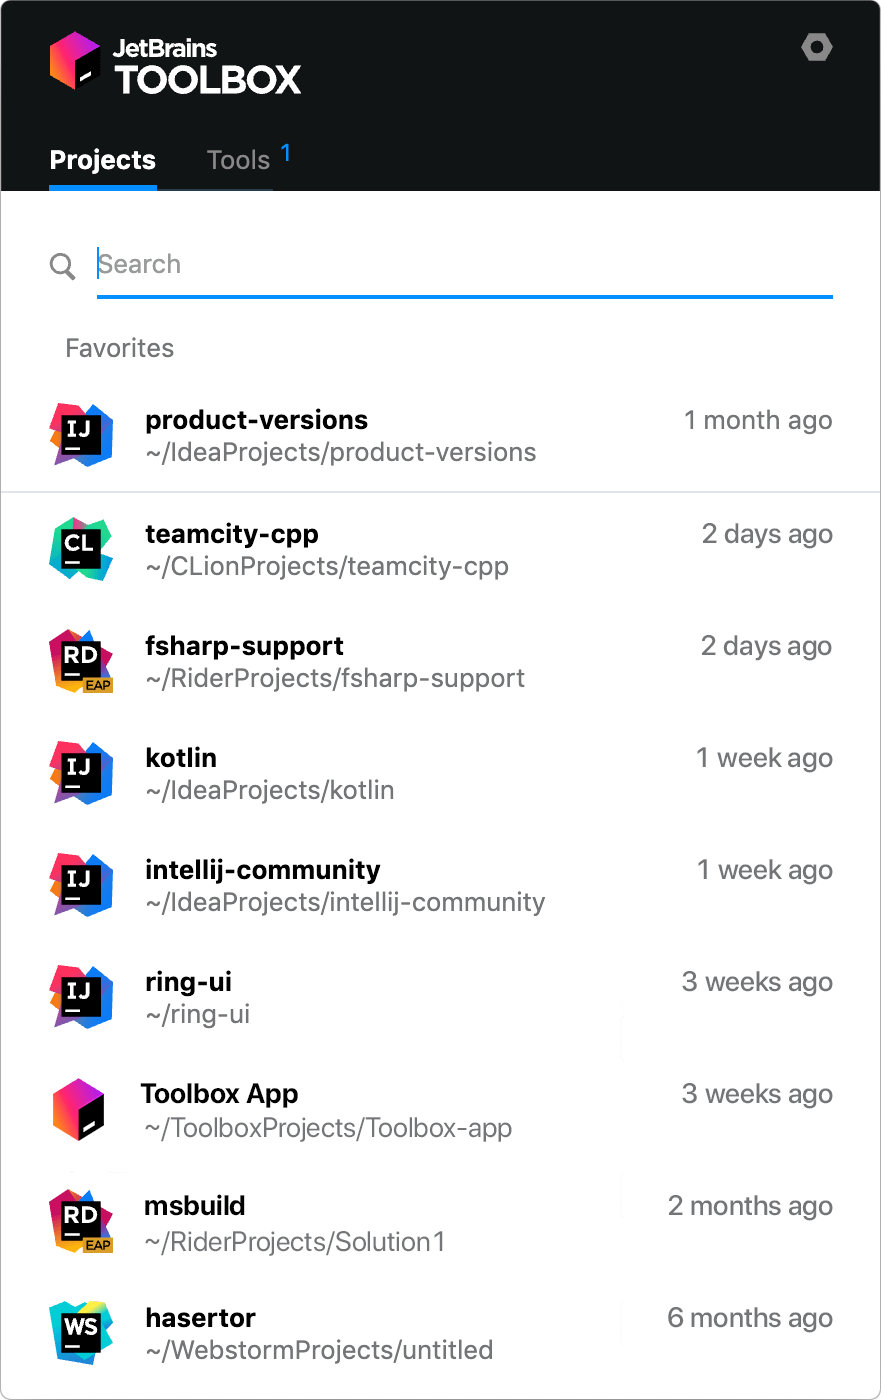 JetBrains
TOOLBOX
Projects
Tools 1
Search
Favorites
IJ
product-versions
1 month ago
~/IdeaProjects/product-versions
CL
teamcity-cpp
2 days ago
~/CLionProjects/teamcity-cpp
RD
EAP
fsharp-support
2 days ago
~/RiderProjects/fsharp-support
IJ
kotlin
1 week ago
~/IdeaProjects/kotlin
IJ
intellij-community
1 week ago
~/IdeaProjects/intellij-community
IJ
ring-ui
3 weeks ago
~/ring-ui
Toolbox App
3 weeks ago
~/ToolboxProjects/Toolbox-app
RD
EAP
msbuild
2 months ago
~/RiderProjects/Solution1
WS
hasertor
6 months ago
~/WebstormProjects/untitled